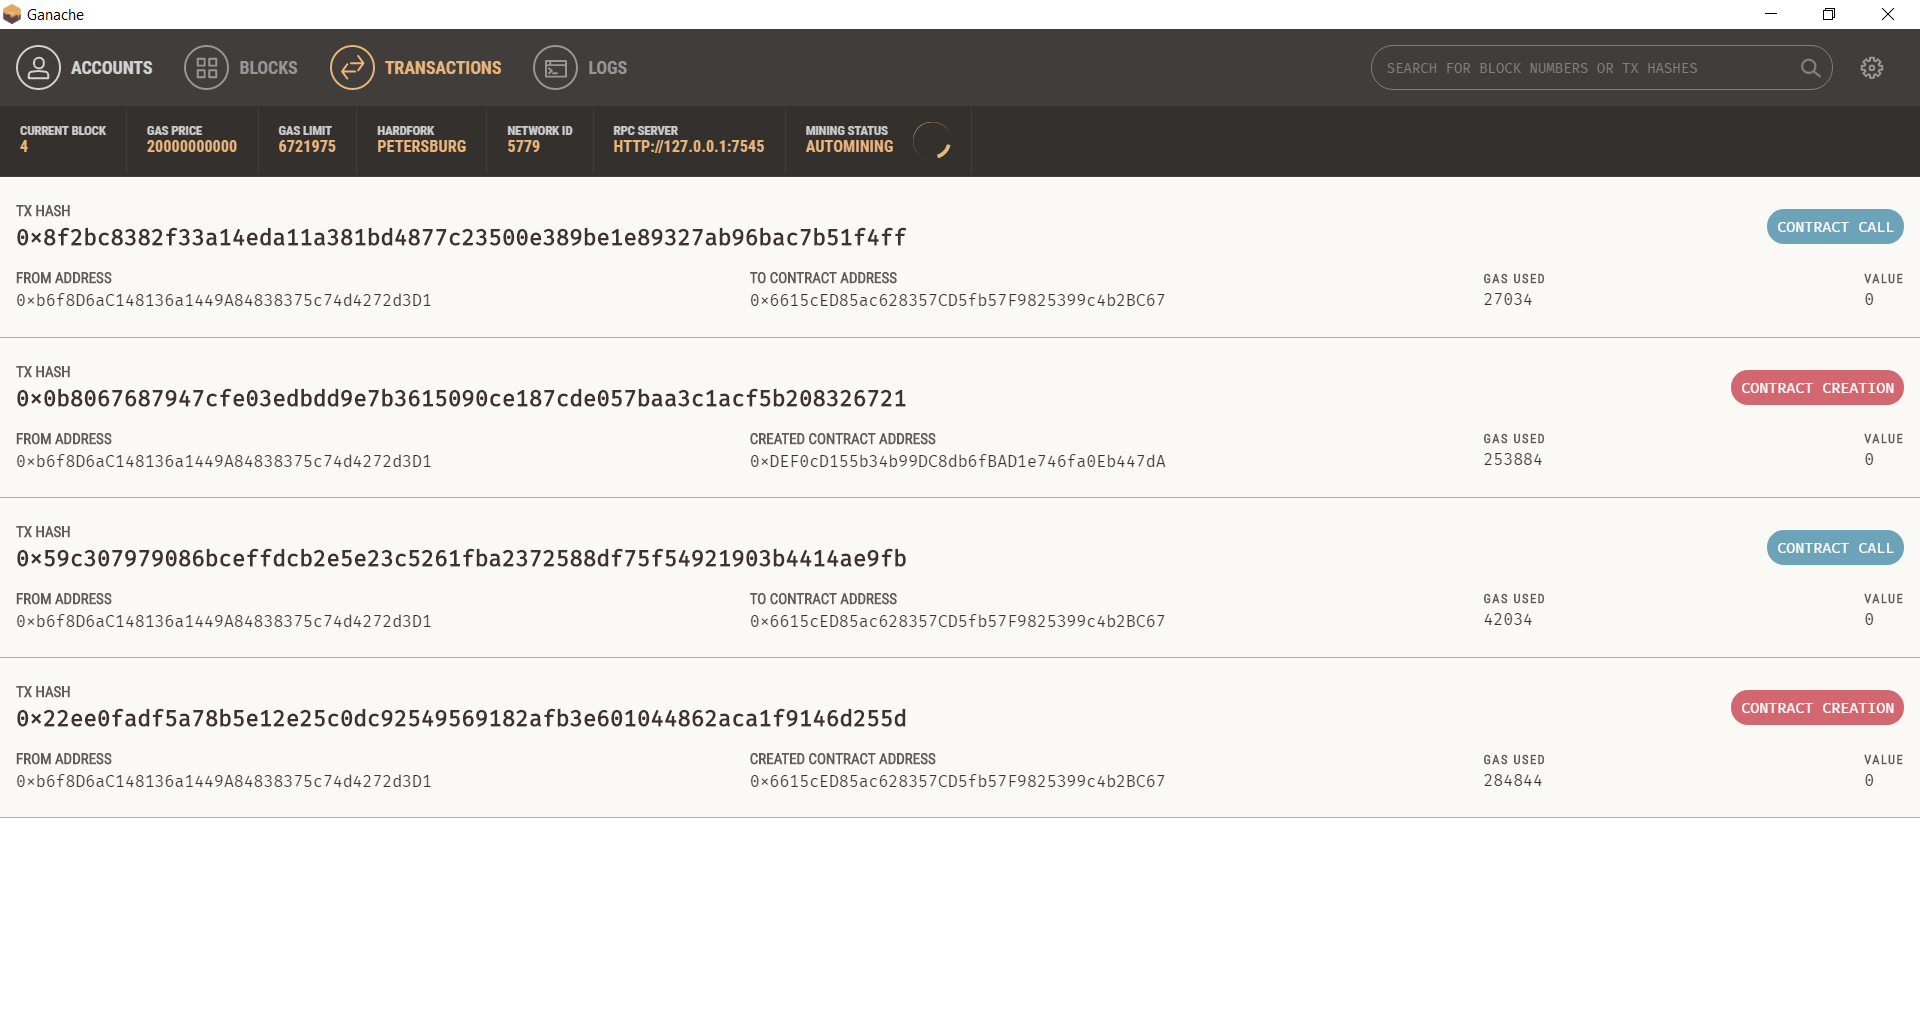 Ganache
ACCOUNTS BLOCKS TRANSACTIONS LOGS SEARCH FOR BLOCK NUMBERS OR TX HASHES
CURRENT BLOCK GAS PRICE GAS LIMIT HARDFORK NETWORK ID RPC SERVER MINING STATUS
4 20000000000 6721975 PETERSBURG 5779 HTTP://127.0.0.1:7545 AUTOMINING
TX HASH
0×8f2bc8382f33a14eda11a381bd4877c23500e389be1e89327ab96bac7b51f4ff CONTRACT CALL
FROM ADDRESS TO CONTRACT ADDRESS GAS USED VALUE
0×b6f8D6aC148136a1449A84838375c74d4272d3D1 0×6615cED85ac628357CD5fb57F9825399c4b2BC67 27034 0
TX HASH
0×0b8067687947cfe03edbdd9e7b3615090ce187cde057baa3c1acf5b208326721 CONTRACT CREATION
FROM ADDRESS CREATED CONTRACT ADDRESS GAS USED VALUE
0×b6f8D6aC148136a1449A84838375c74d4272d3D1 0×DEF0cD155b34b99DC8db6fBAD1e746fa0Eb447dA 253884 0
TX HASH
0×59c307979086bceffdcb2e5e23c5261fba2372588df75f54921903b4414ae9fb CONTRACT CALL
FROM ADDRESS TO CONTRACT ADDRESS GAS USED VALUE
0×b6f8D6aC148136a1449A84838375c74d4272d3D1 0×6615cED85ac628357CD5fb57F9825399c4b2BC67 42034 0
TX HASH
0×22ee0fadf5a78b5e12e25c0dc92549569182afb3e601044862aca1f9146d255d CONTRACT CREATION
FROM ADDRESS CREATED CONTRACT ADDRESS GAS USED VALUE
0×b6f8D6aC148136a1449A84838375c74d4272d3D1 0×6615cED85ac628357CD5fb57F9825399c4b2BC67 284844 0